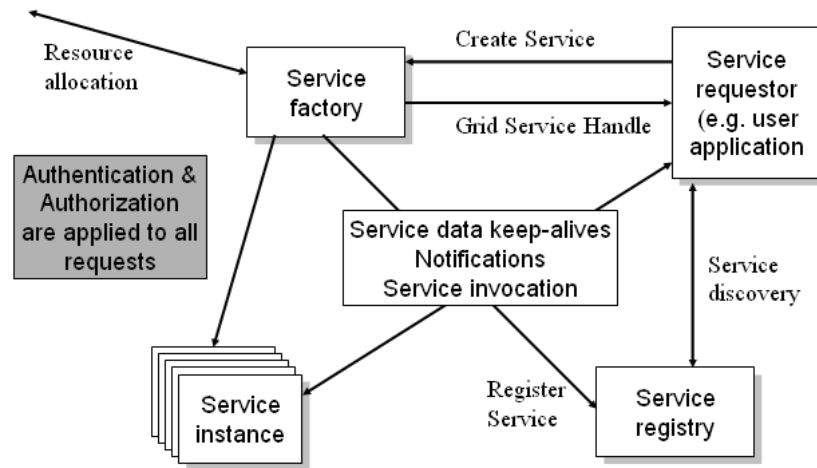 Resource
allocation
Service
factory
Create Service
Grid Service Handle
Service
requestor
(e.g. user
application
Authentication &
Authorization
are applied to all
requests
Service data keep-alives
Notifications
Service invocation
Service
discovery
Service
instance
Register
Service
Service
registry